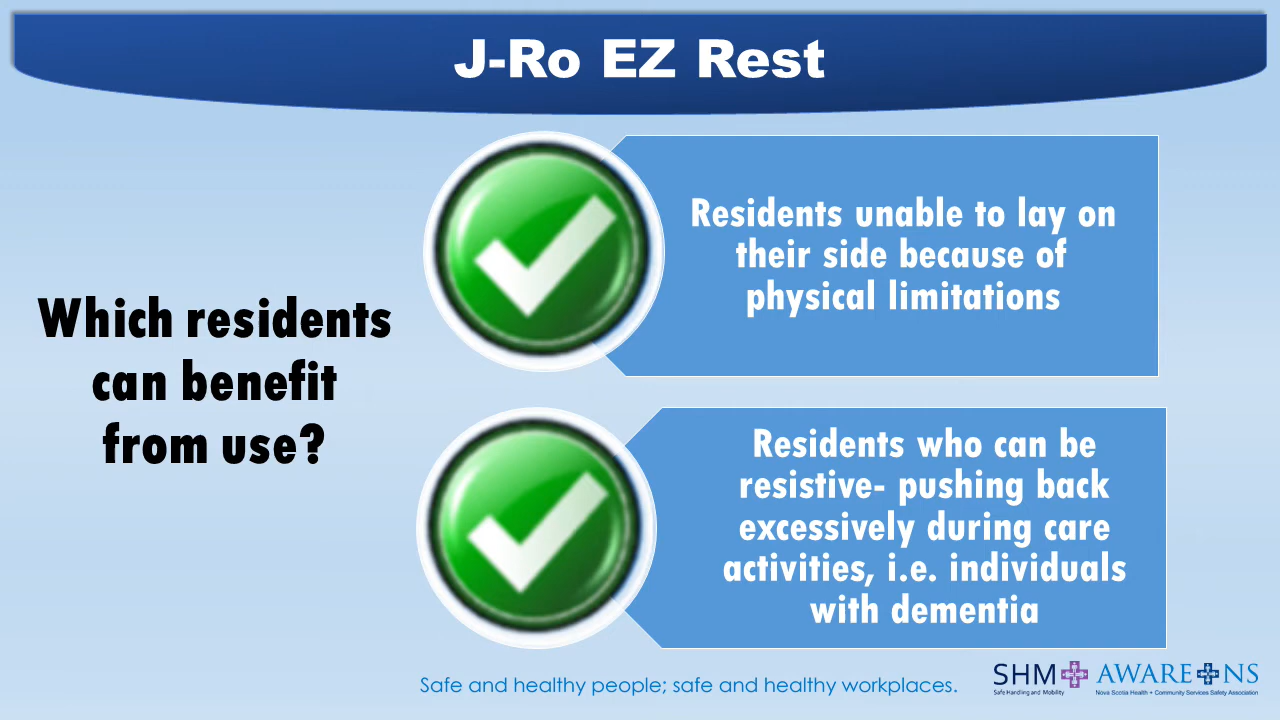 J-Ro EZ Rest
Which residents
can benefit
from use?
Residents unable to lay on
their side because of
physical limitations
Residents who can be
resistive- pushing back
excessively during care
activities, i.e. individuals
with dementia
Safe and healthy people; safe and healthy workplaces.
SHM
Safe Handling and Mobility
AWARE-NS
Nova Scotia Health + Community Services Safety Association